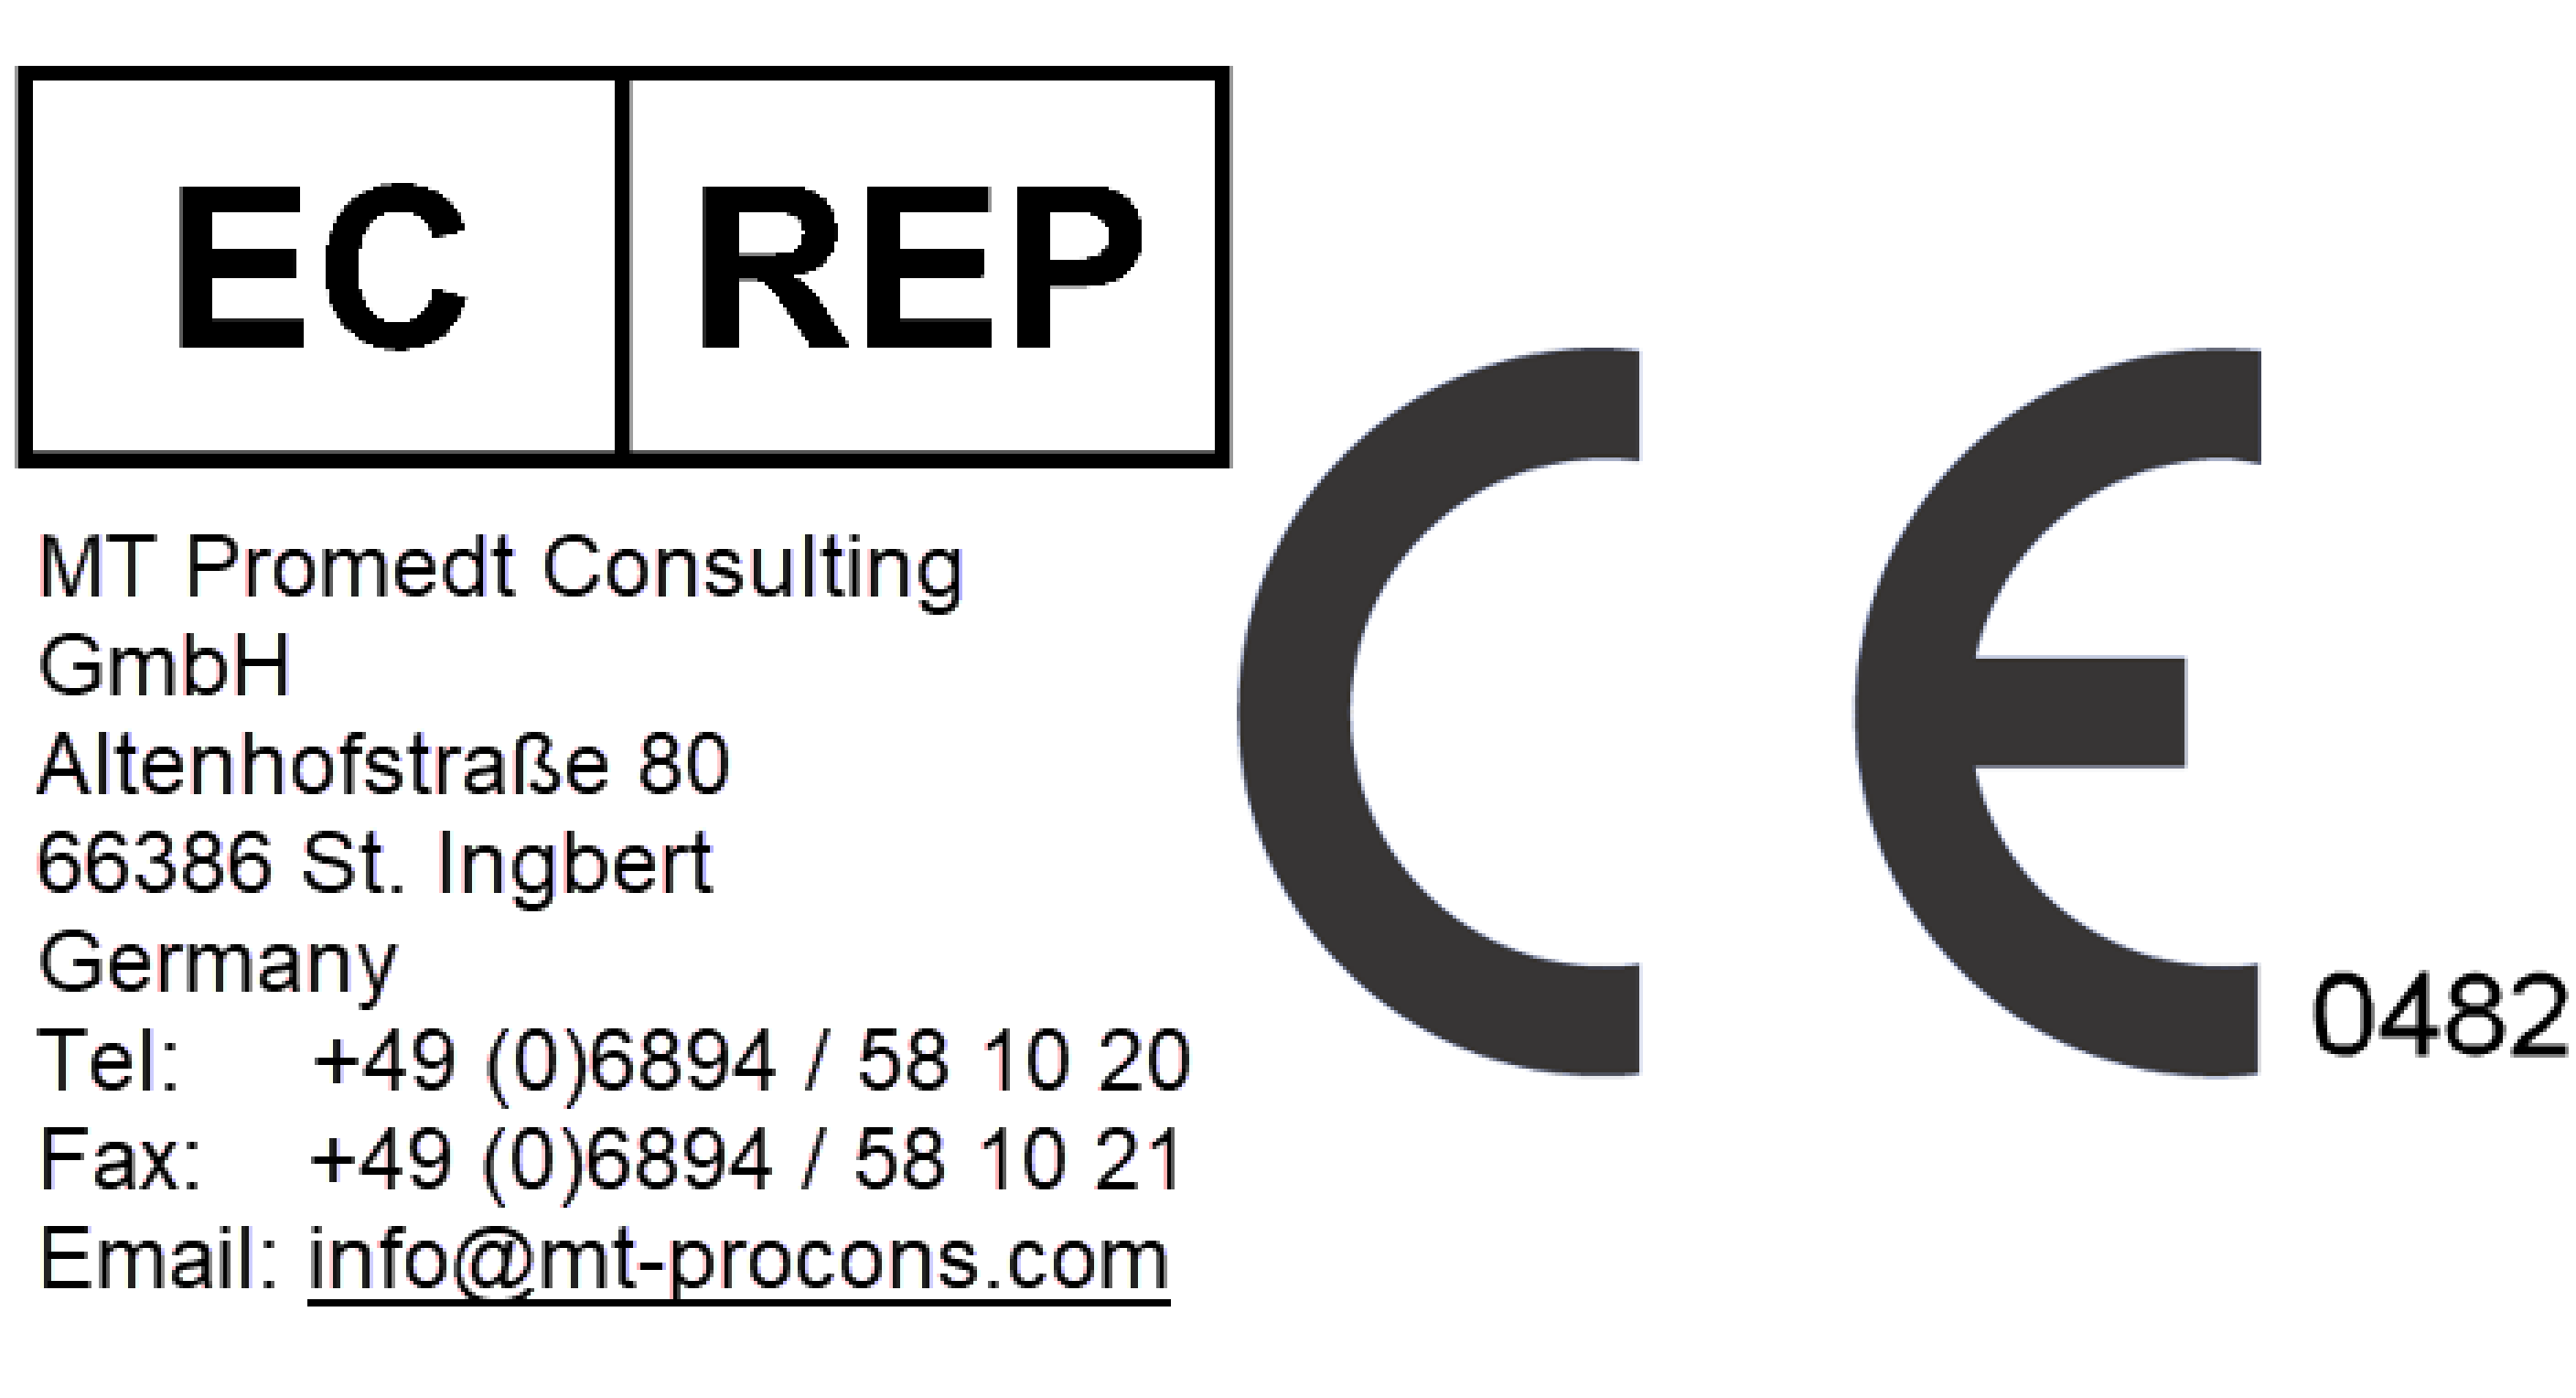 EC REP
MT Promedt Consulting
GmbH
Altenhofstraße 80
66386 St. Ingbert
Germany
Tel: +49 (0)6894 / 58 10 20
Fax: +49 (0)6894 / 58 10 21
Email: info@mt-procons.com
CE
0482